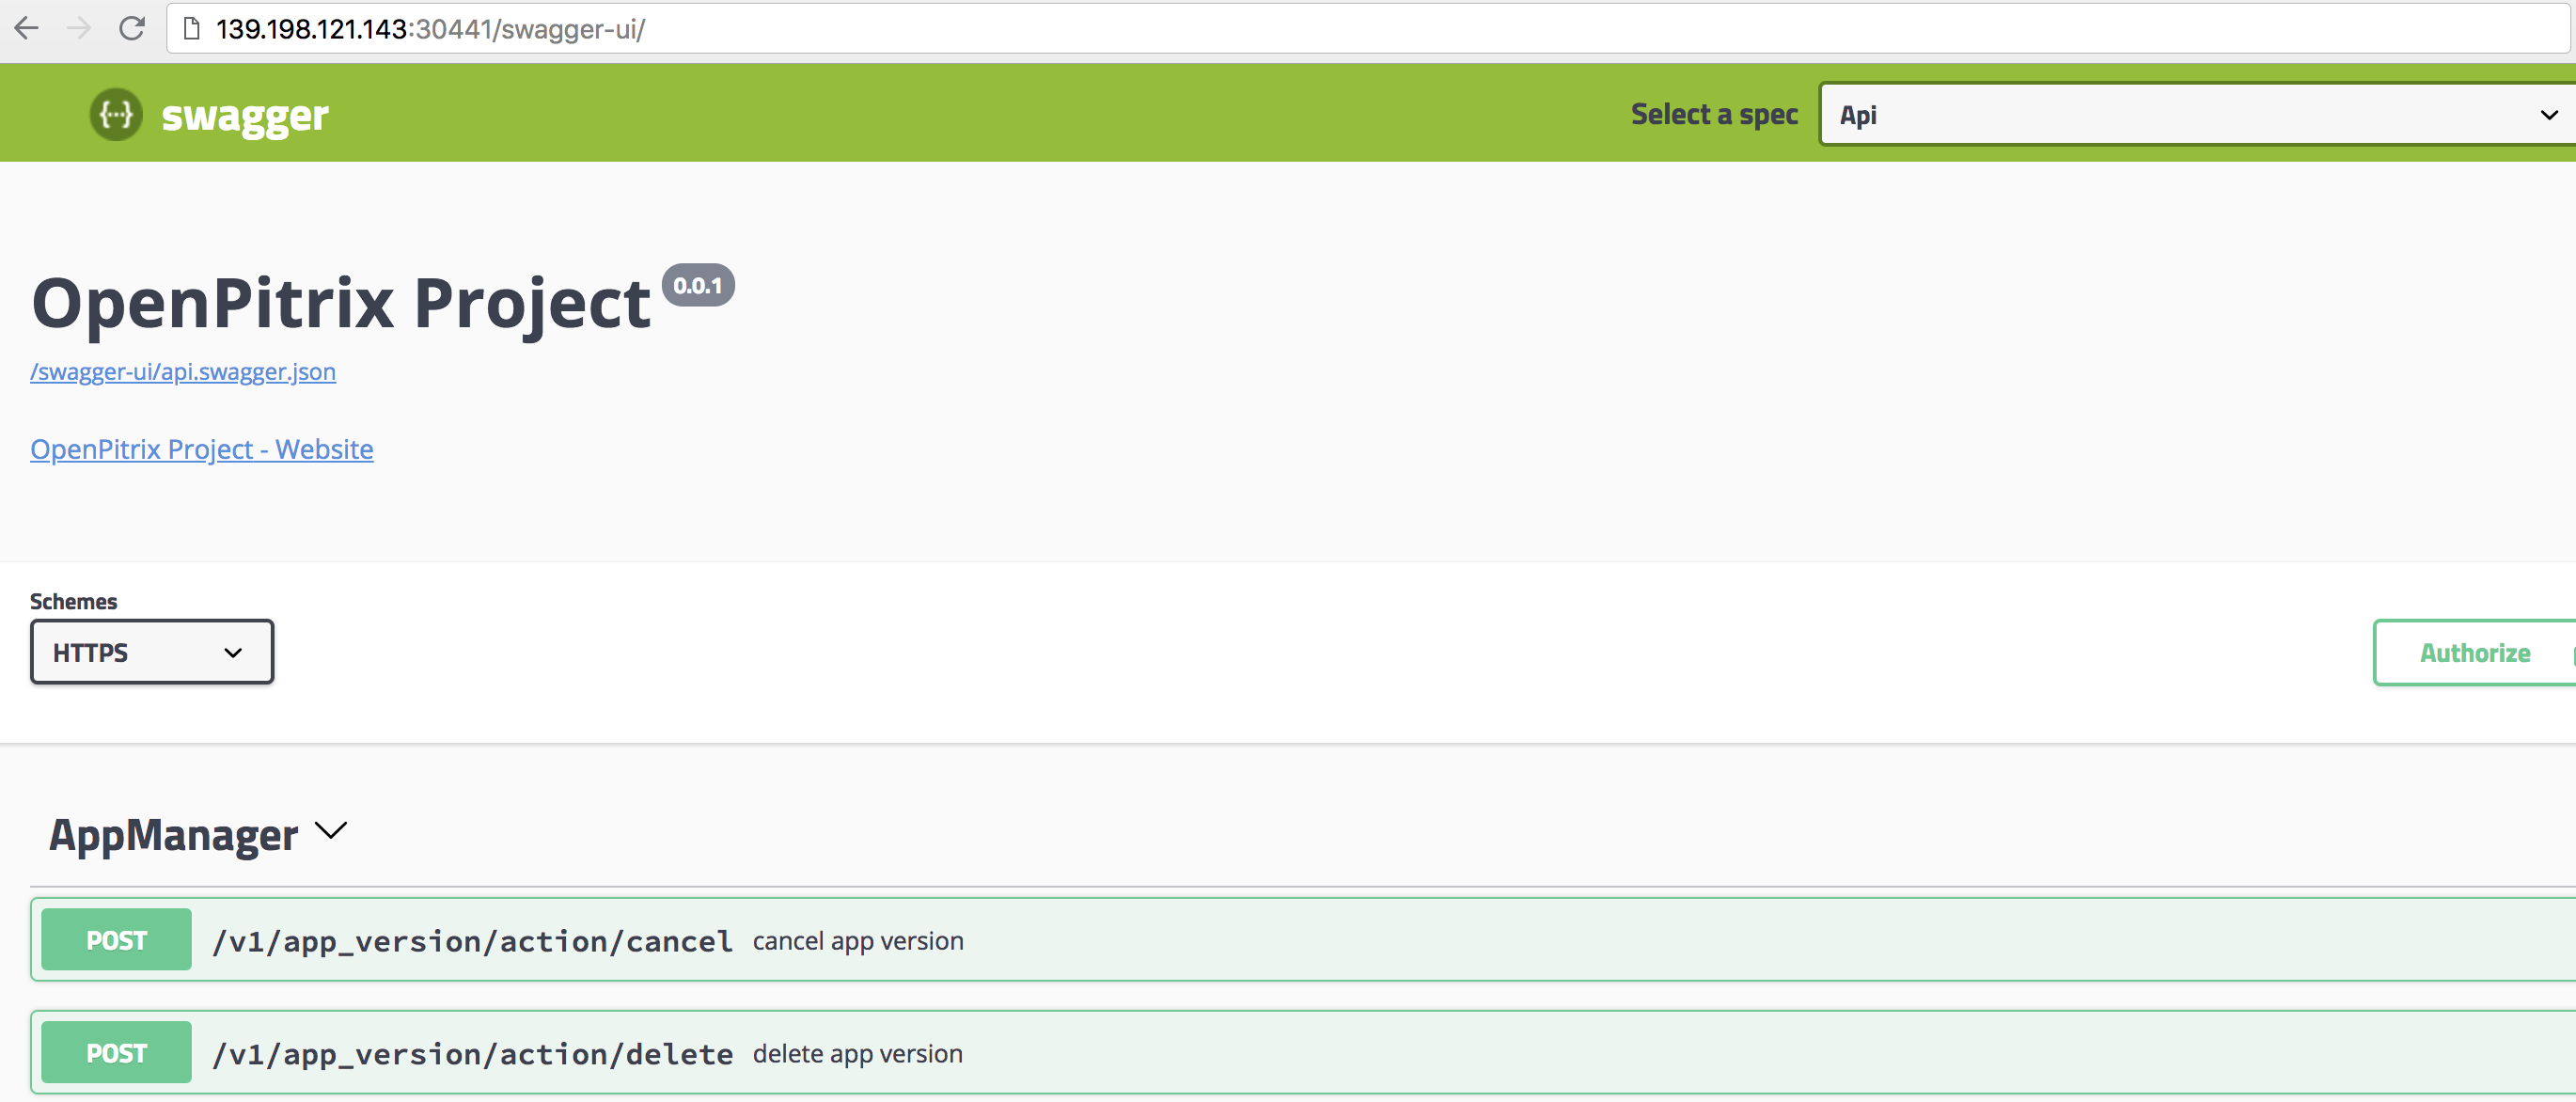 139.198.121.143:30441/swagger-ui/
{...} swagger
Select a spec
Api
OpenPitrix Project 0.0.1
/swagger-ui/api.swagger.json
OpenPitrix Project - Website
Schemes
HTTPS
Authorize
AppManager
POST /v1/app_version/action/cancel cancel app version
POST /v1/app_version/action/delete delete app version